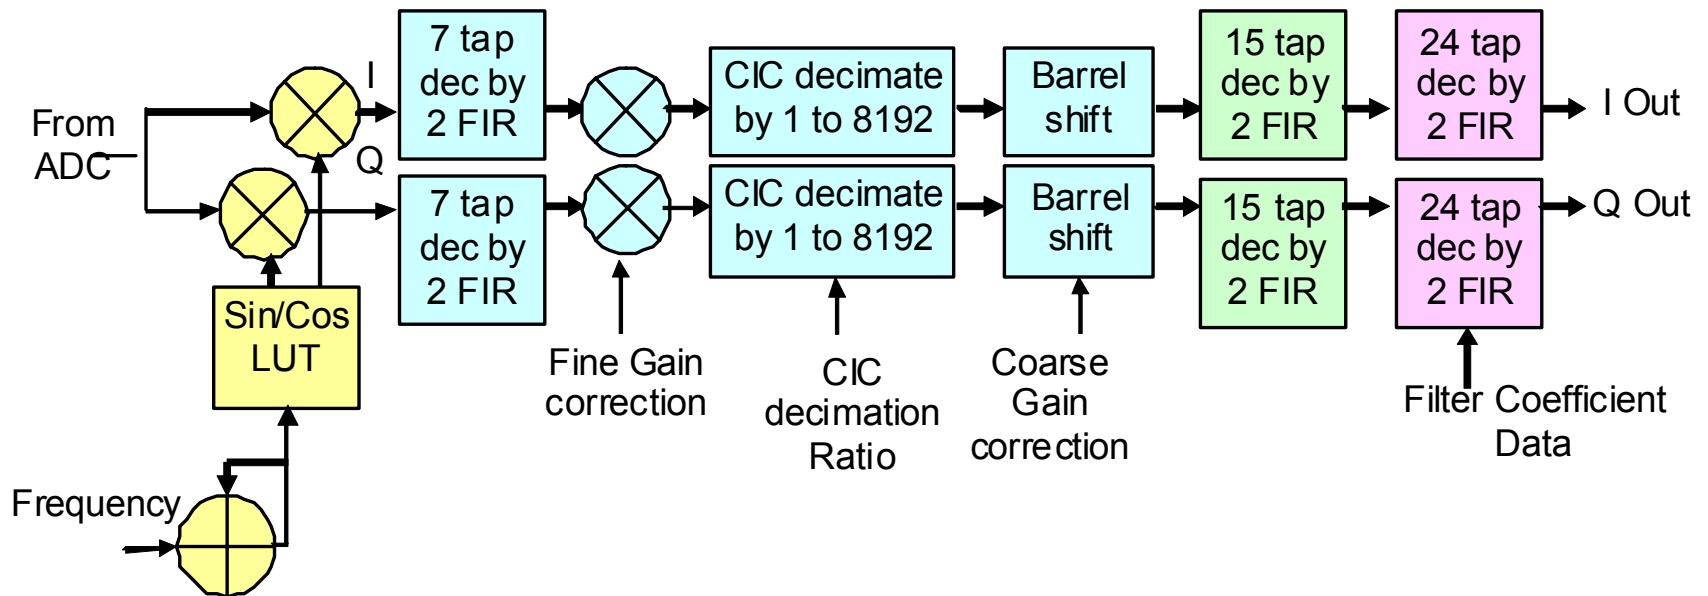 From
ADC
I
Q
7 tap
dec by
2 FIR
CIC decimate
by 1 to 8192
Barrel
shift
15 tap
dec by
2 FIR
24 tap
dec by
2 FIR
I Out
7 tap
dec by
2 FIR
CIC decimate
by 1 to 8192
Barrel
shift
15 tap
dec by
2 FIR
24 tap
dec by
2 FIR
Q Out
Sin/Cos
LUT
Fine Gain
correction
CIC
decimation
Ratio
Coarse
Gain
correction
Filter Coefficient
Data
Frequency